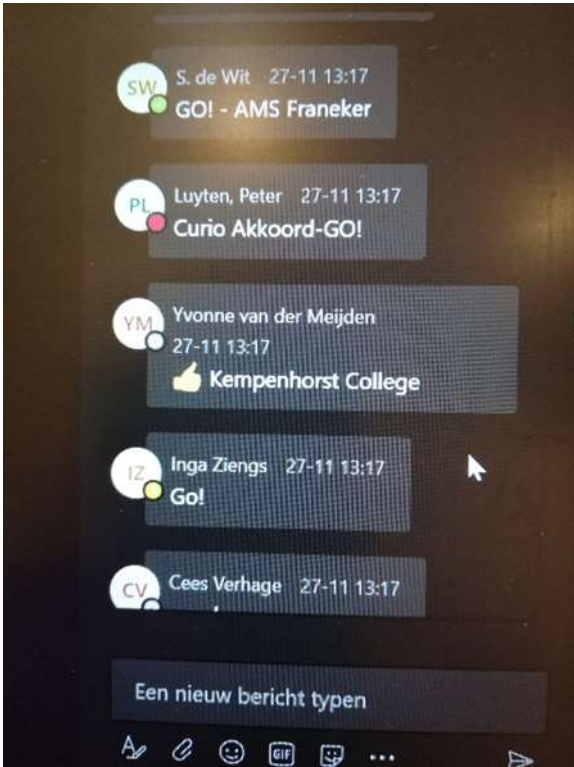 SW
S. de Wit 27-11 13:17
GO! - AMS Franeker
PL
Luyten, Peter 27-11 13:17
Curio Akkoord-GO!
YM
Yvonne van der Meijden
27-11 13:17
👍 Kempenhorst College
IZ
Inga Ziengs 27-11 13:17
Go!
CV
Cees Verhage 27-11 13:17
Een nieuw bericht typen
GIF